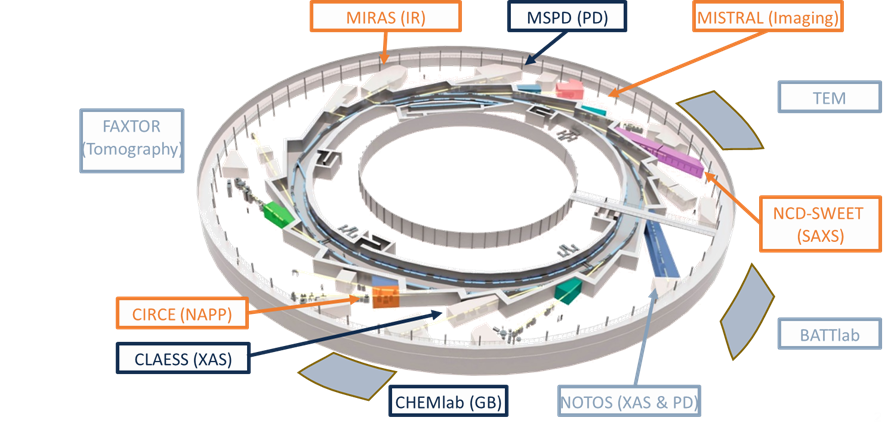 MIRAS (IR)
MSPD (PD)
MISTRAL (Imaging)
TEM
FAXTOR
(Tomography)
NCD-SWEET
(SAXS)
CIRCE (NAPP)
BATTlab
CLAESS (XAS)
CHEMlab (GB)
NOTOS (XAS & PD)